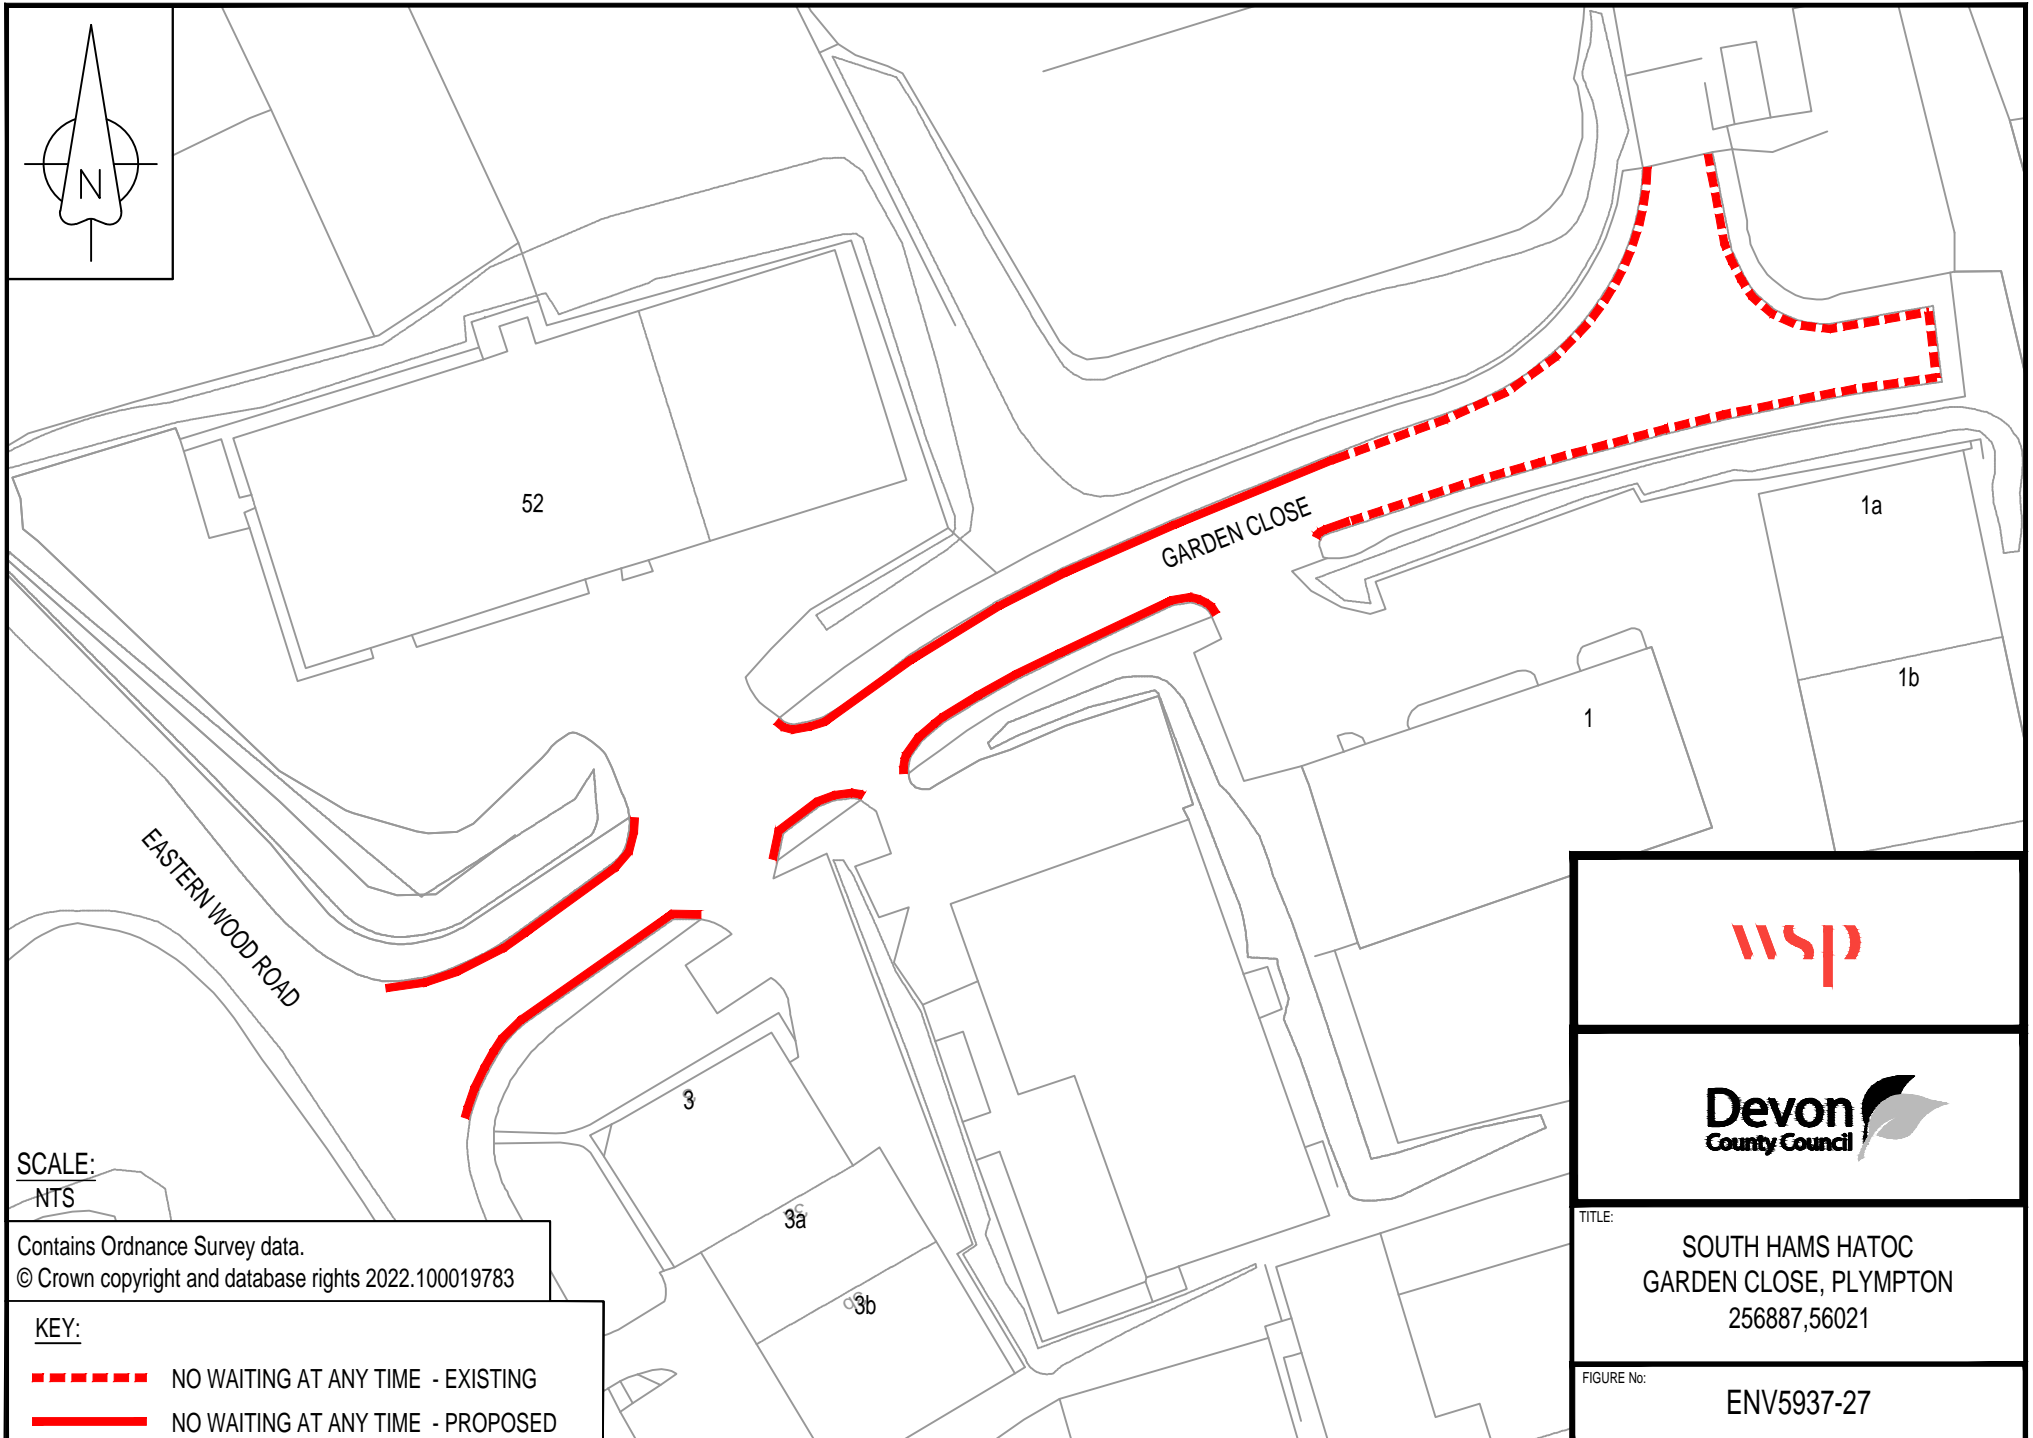 N
52
GARDEN CLOSE
1a
1b
1
EASTERN WOOD ROAD
3
3a
3b
SCALE:
NTS
Contains Ordnance Survey data.
© Crown copyright and database rights 2022.100019783
KEY:
NO WAITING AT ANY TIME - EXISTING
NO WAITING AT ANY TIME - PROPOSED
wsp
Devon
County Council
TITLE:
SOUTH HAMS HATOC
GARDEN CLOSE, PLYMPTON
256887,56021
FIGURE No:
ENV5937-27